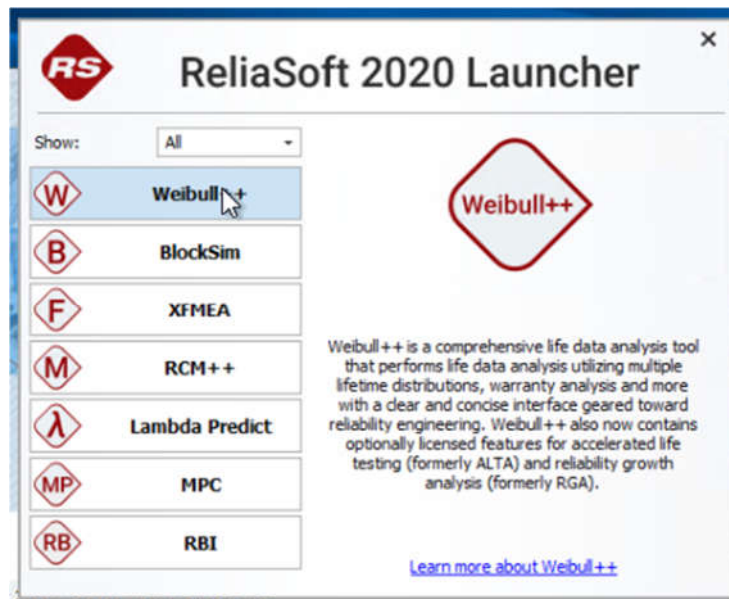 RS
ReliaSoft 2020 Launcher
Show:
All
W
Weibull++
B
BlockSim
F
XFMEA
M
RCM++
λ
Lambda Predict
MP
MPC
RB
RBI
Weibull++
Weibull++ is a comprehensive life data analysis tool
that performs life data analysis utilizing multiple
lifetime distributions, warranty analysis and more
with a clear and concise interface geared toward
reliability engineering. Weibull++ also now contains
optionally licensed features for accelerated life
testing (formerly ALTA) and reliability growth
analysis (formerly RGA).
Learn more about Weibull++